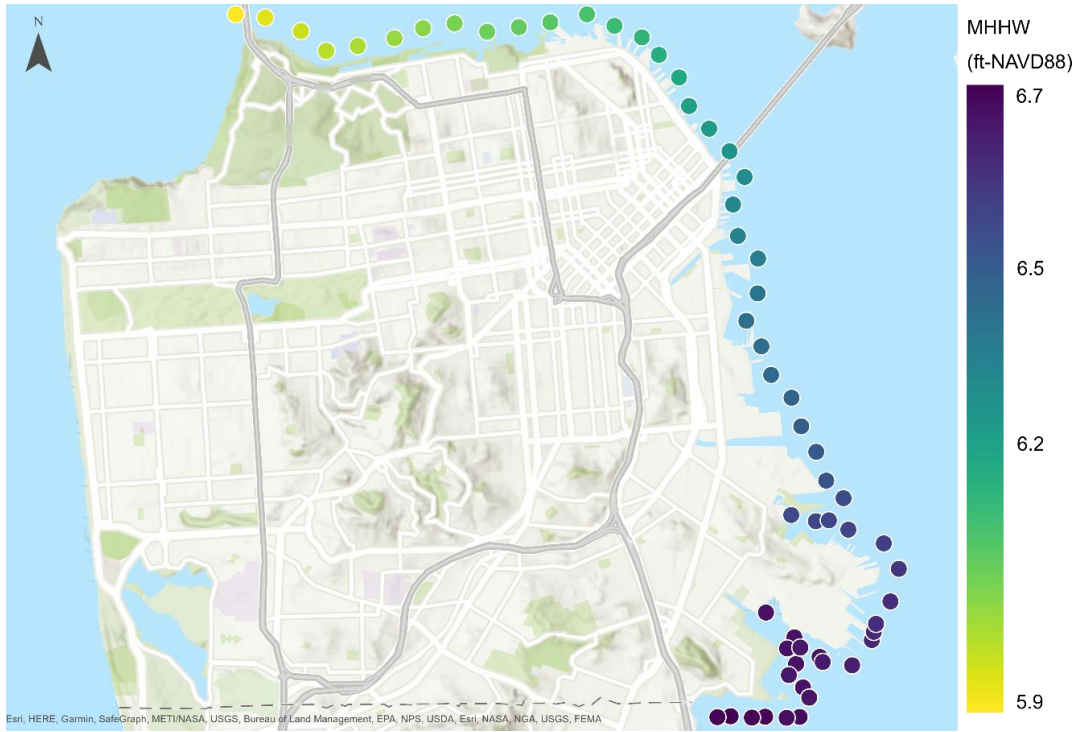 N
MHHW
(ft-NAVD88)
6.7
6.5
6.2
5.9
Esri, HERE, Garmin, SafeGraph, METI/NASA, USGS, Bureau of Land Management, EPA, NPS, USDA, Esri, NASA, NGA, USGS, FEMA